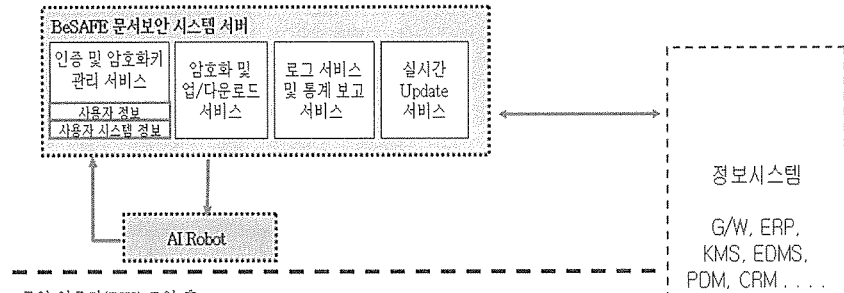 BeSAFE 문서보안 시스템 서버
인증 및 암호화키
관리 서비스
사용자 정보
사용자 시스템 정보
암호화 및
업/다운로드
서비스
로그 서비스
및 통계 보고
서비스
실시간
Update
서비스
AI Robot
정보시스템
G/W, ERP,
KMS, EDMS,
PDM, CRM . . . .